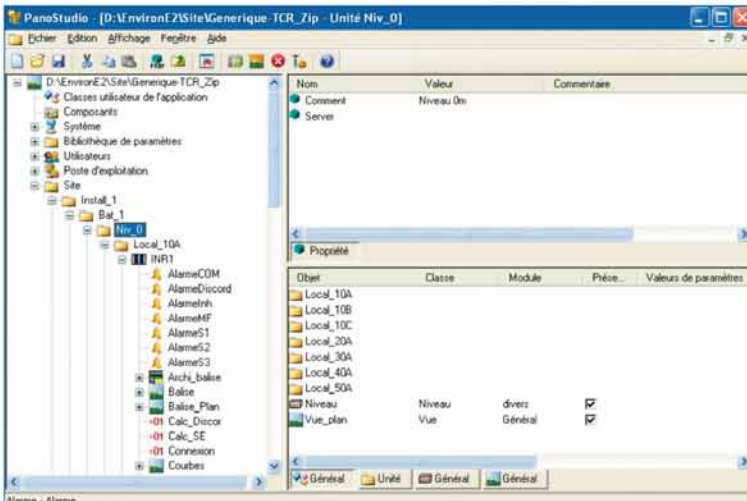 PanoStudio - [D:\EnvironE2\Site\Generique-TCR_Zip - Unité Niv_0]
Fichier Edition Affichage Fenêtre Aide
D:\EnvironE2\Site\Generique-TCR_Zip
Classes utilisateur de l'application
Composants
Système
Bibliothèque de paramètres
Utilisateurs
Poste d'exploitation
Site
Install_1
Bat_1
Niv_0
Local_10A
INR1
AlarmeCOM
AlarmeDiscord
AlarmeInh
AlarmeMF
AlarmeS1
AlarmeS2
AlarmeS3
Archi_balise
Balise
Balise_Plan
Calc_Discor
Calc_SE
Connexion
Courbes
Nom Valeur Commentaire
Comment Niveau 0m
Server
Propriété
Objet Classe Module Prése... Valeurs de paramètres
Local_10A
Local_10B
Local_10C
Local_20A
Local_30A
Local_40A
Local_50A
Niveau Niveau divers
Vue_plan Vue Général
Général Unité Général Général
Alarme - Alarme